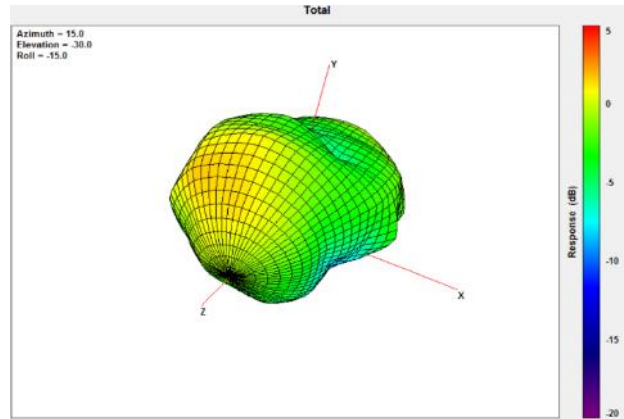 Total
Azimuth = 15.0
Elevation = -30.0
Roll = -15.0
Y
X
Z
5
0
-5
-10
-15
-20
Response (dB)